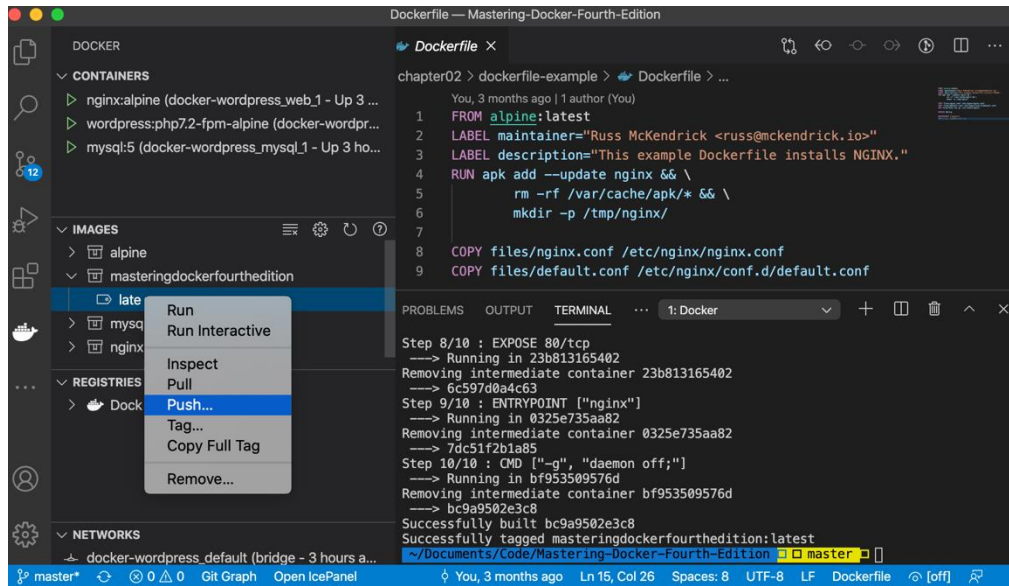 Dockerfile — Mastering-Docker-Fourth-Edition
DOCKER
CONTAINERS
nginx:alpine (docker-wordpress_web_1 - Up 3 ...
wordpress:php7.2-fpm-alpine (docker-wordpr...
mysql:5 (docker-wordpress_mysql_1 - Up 3 ho...
12
IMAGES
alpine
masteringdockerfourthedition
late
mysq
nginx
Run
Run Interactive
Inspect
Pull
Push...
Tag...
Copy Full Tag
Remove...
REGISTRIES
Dock
NETWORKS
docker-wordpress_default (bridge - 3 hours a...
Dockerfile
chapter02 > dockerfile-example > Dockerfile > ...
You, 3 months ago | 1 author (You)
1 FROM alpine:latest
2 LABEL maintainer="Russ McKendrick <russ@mckendrick.io>"
3 LABEL description="This example Dockerfile installs NGINX."
4 RUN apk add --update nginx && \
5 rm -rf /var/cache/apk/* && \
6 mkdir -p /tmp/nginx/
7
8 COPY files/nginx.conf /etc/nginx/nginx.conf
9 COPY files/default.conf /etc/nginx/conf.d/default.conf
PROBLEMS OUTPUT TERMINAL ... 1: Docker
Step 8/10 : EXPOSE 80/tcp
---> Running in 23b813165402
Removing intermediate container 23b813165402
---> 6c597d0a4c63
Step 9/10 : ENTRYPOINT ["nginx"]
---> Running in 0325e735aa82
Removing intermediate container 0325e735aa82
---> 7dc51f2b1a85
Step 10/10 : CMD ["-g", "daemon off;"]
---> Running in bf953509576d
Removing intermediate container bf953509576d
---> bc9a9502e3c8
Successfully built bc9a9502e3c8
Successfully tagged masteringdockerfourthedition:latest
~/Documents/Code/Mastering-Docker-Fourth-Edition master
master* 0 0 Git Graph Open IcePanel You, 3 months ago Ln 15, Col 26 Spaces: 8 UTF-8 LF Dockerfile [off]